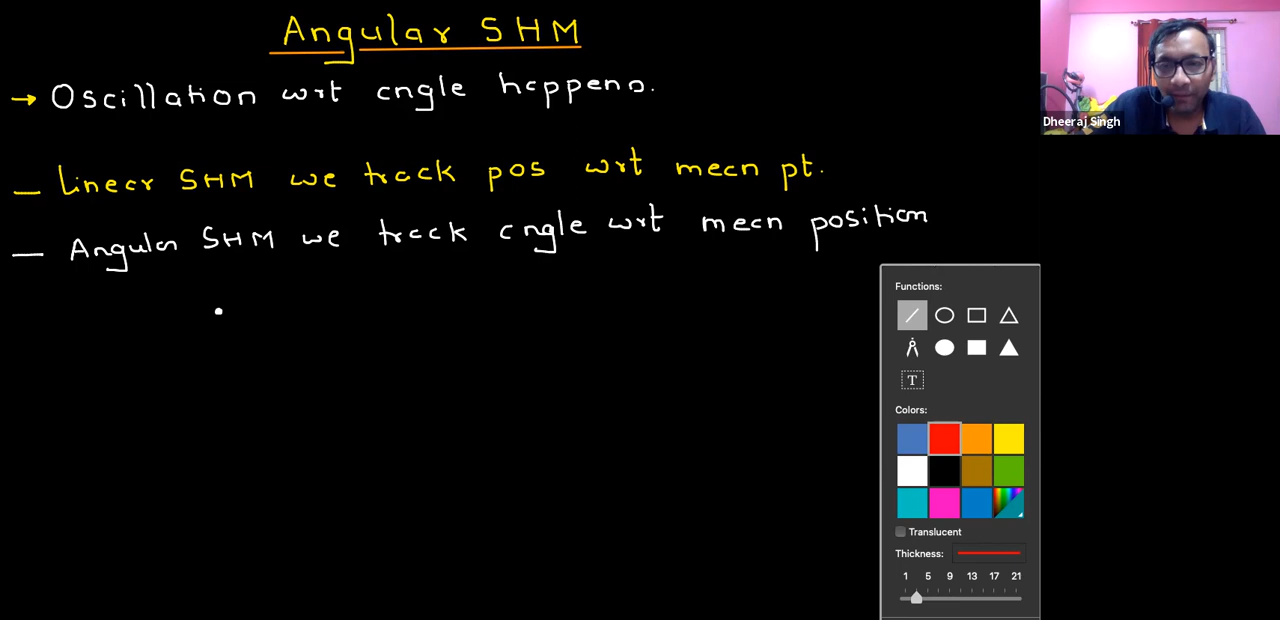 Angular SHM
→ Oscillation wrt angle happens.
— Linear SHM we track pos wrt mean pt.
— Angular SHM we track angle wrt mean position
Dheeraj Singh
Functions:
T
Colors:
Translucent
Thickness:
1 5 9 13 17 21